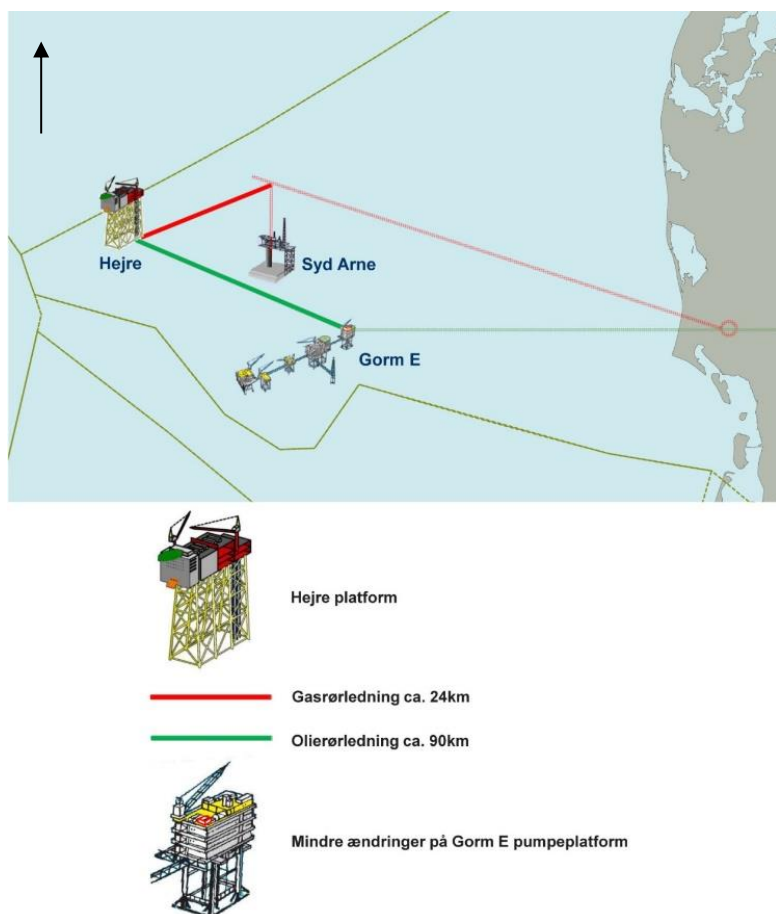 Hejre
Syd Arne
Gorm E
Hejre platform
Gasrørledning ca. 24km
Olierørledning ca. 90km
Mindre ændringer på Gorm E pumpeplatform